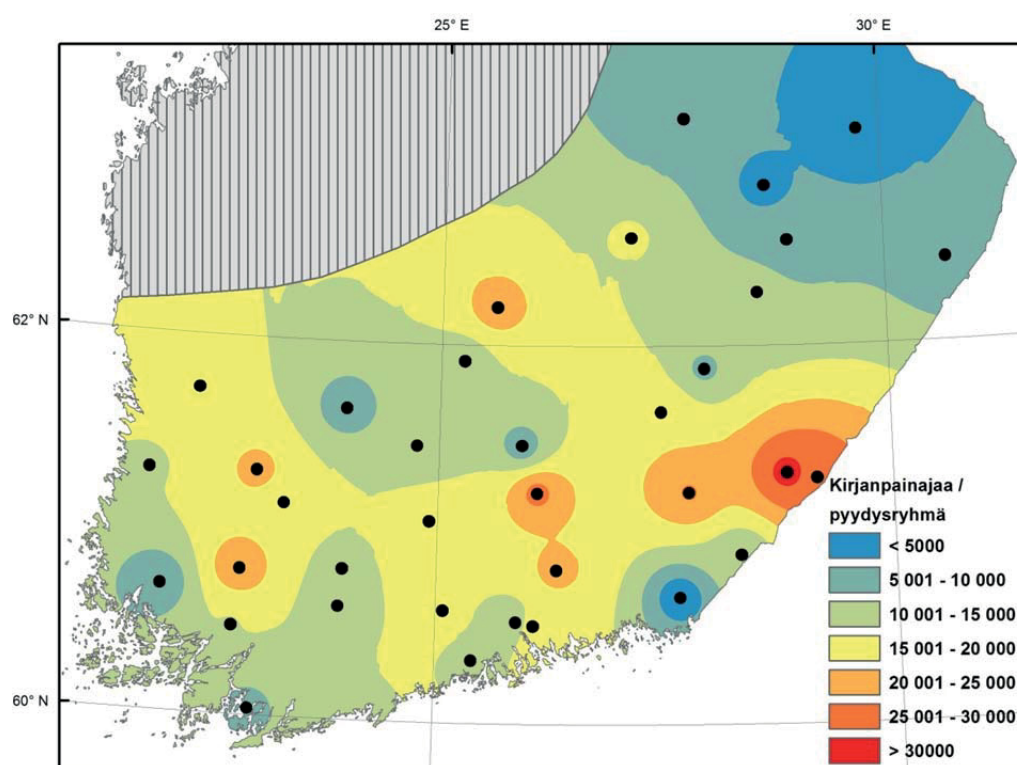 25° E
30° E
62° N
60° N
Kirjanpainajaa /
pyydysryhmä
< 5000
5 001 - 10 000
10 001 - 15 000
15 001 - 20 000
20 001 - 25 000
25 001 - 30 000
> 30000